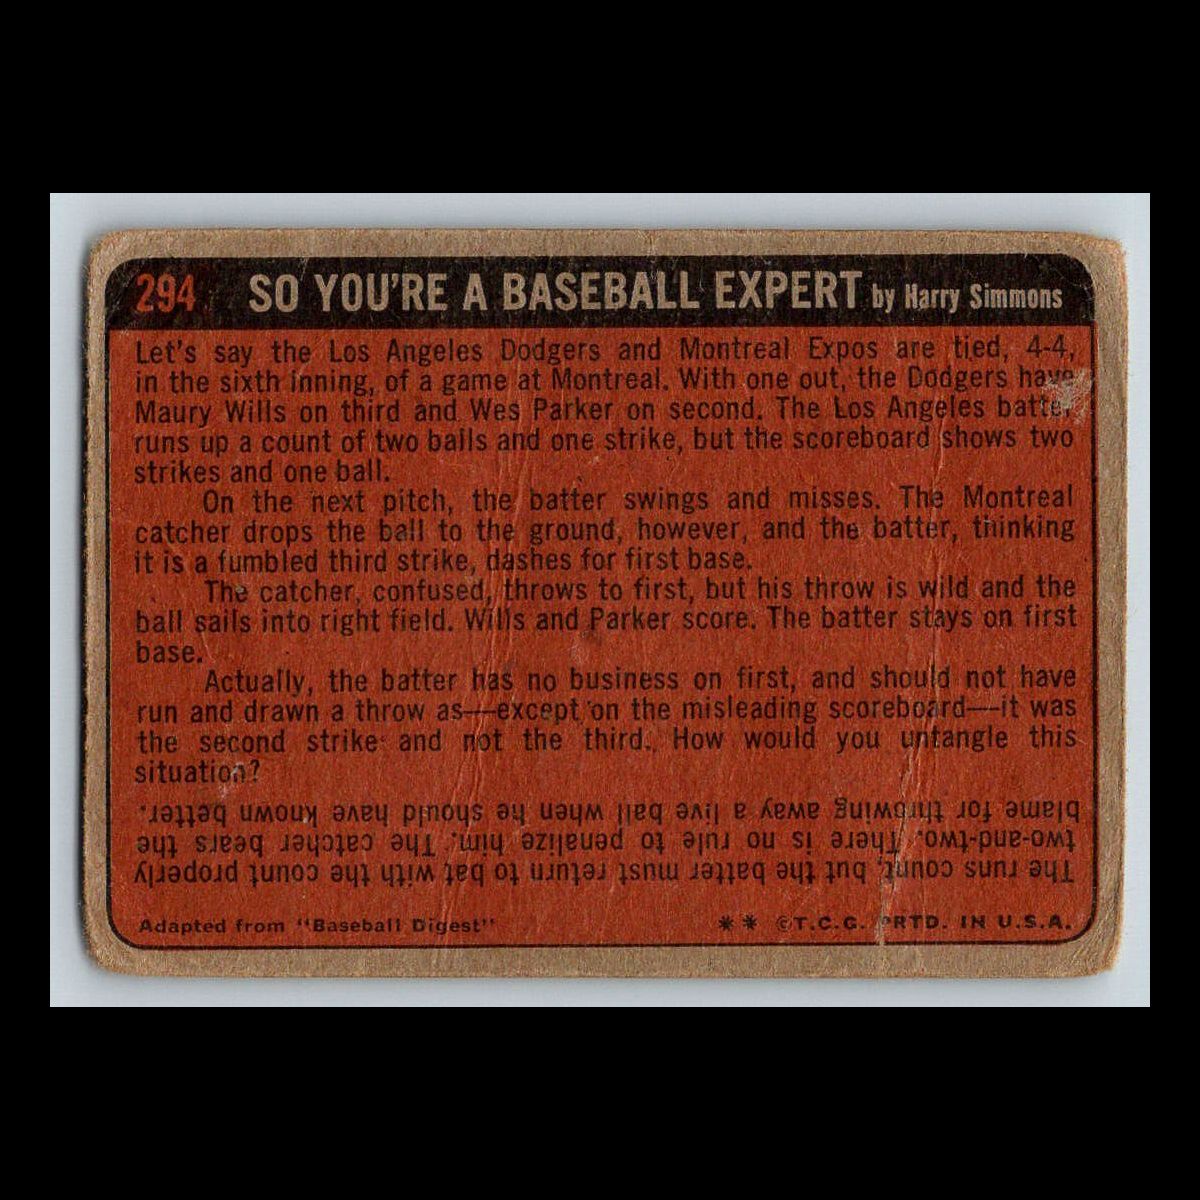 294 SO YOU'RE A BASEBALL EXPERT by Harry Simmons
Let's say the Los Angeles Dodgers and Montreal Expos are tied, 4-4,
in the sixth inning, of a game at Montreal. With one out, the Dodgers have
Maury Wills on third and Wes Parker on second. The Los Angeles batter
runs up a count of two balls and one strike, but the scoreboard shows two
strikes and one ball.
On the next pitch, the batter swings and misses. The Montreal
catcher drops the ball to the ground, however, and the batter, thinking
it is a fumbled third strike, dashes for first base.
The catcher, confused, throws to first, but his throw is wild and the
ball sails into right field. Wills and Parker score. The batter stays on first
base.
Actually, the batter has no business on first, and should not have
run and drawn a throw as—except on the misleading scoreboard—it was
the second strike and not the third. How would you untangle this
situation?
The runs count, but the batter must return to bat with the count properly
two-and-two. There is no rule to penalize him. The catcher bears the
blame for throwing away a live ball when he should have known better.
Adapted from "Baseball Digest" ** ©T.C.G. PRTD. IN U.S.A.